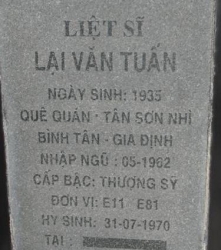 LIỆT SĨ
LẠI VĂN TUẤN
NGÀY SINH: 1935
QUÊ QUÁN - TÂN SƠN NHÌ
BÌNH TÂN - GIA ĐỊNH
NHẬP NGŨ : 05-1962
CẤP BẬC: THƯỢNG SỸ
ĐƠN VỊ: E11 E81
HY SINH: 31-07-1970
TẠI :